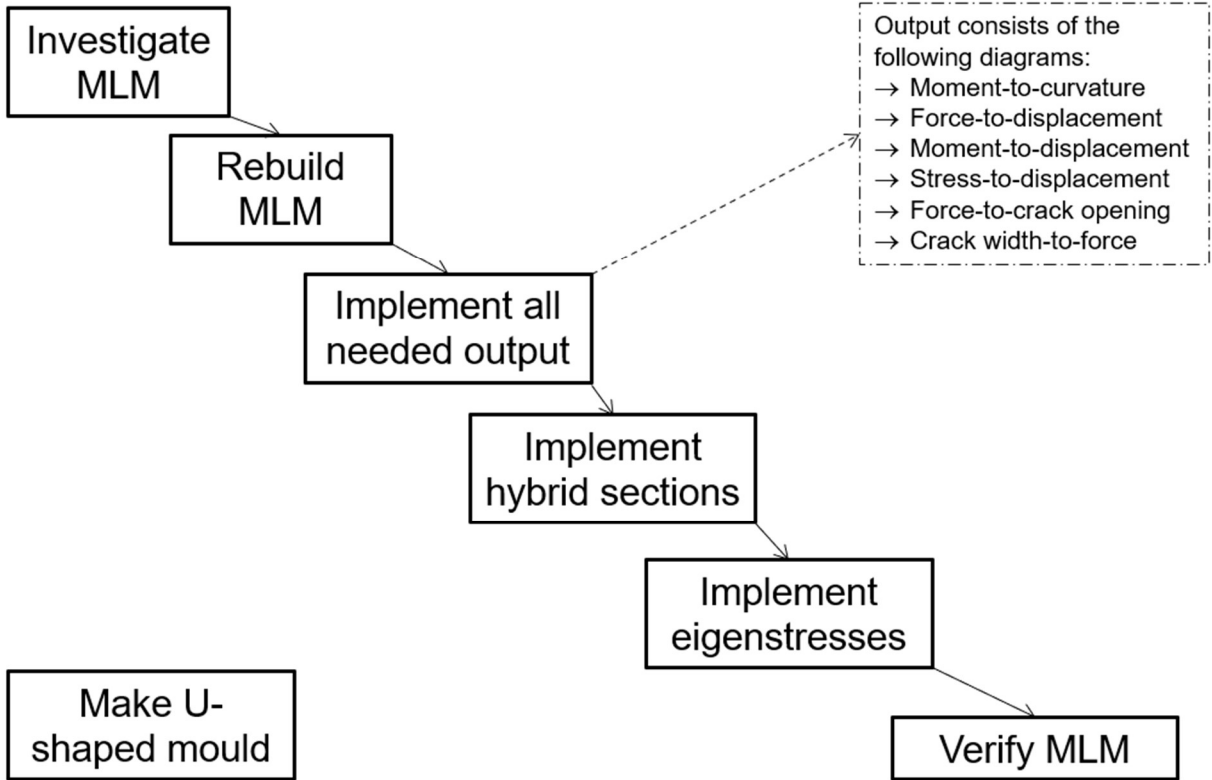 Investigate
MLM
Rebuild
MLM
Implement all
needed output
Implement
hybrid sections
Implement
eigenstresses
Verify MLM
Make U-
shaped mould
Output consists of the
following diagrams:
→ Moment-to-curvature
→ Force-to-displacement
→ Moment-to-displacement
→ Stress-to-displacement
→ Force-to-crack opening
→ Crack width-to-force